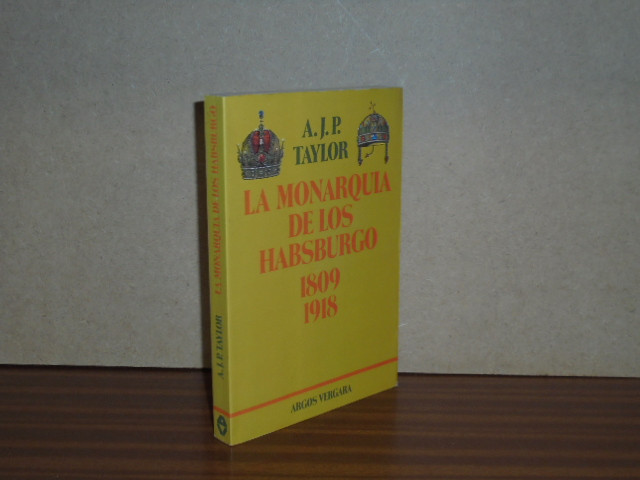 A.J.P.
TAYLOR
LA MONARQUIA
DE LOS
HABSBURGO
1809
1918
ARGOS VERGARA
A.J.P. TAYLOR LA MONARQUIA DE LOS HABSBURGO